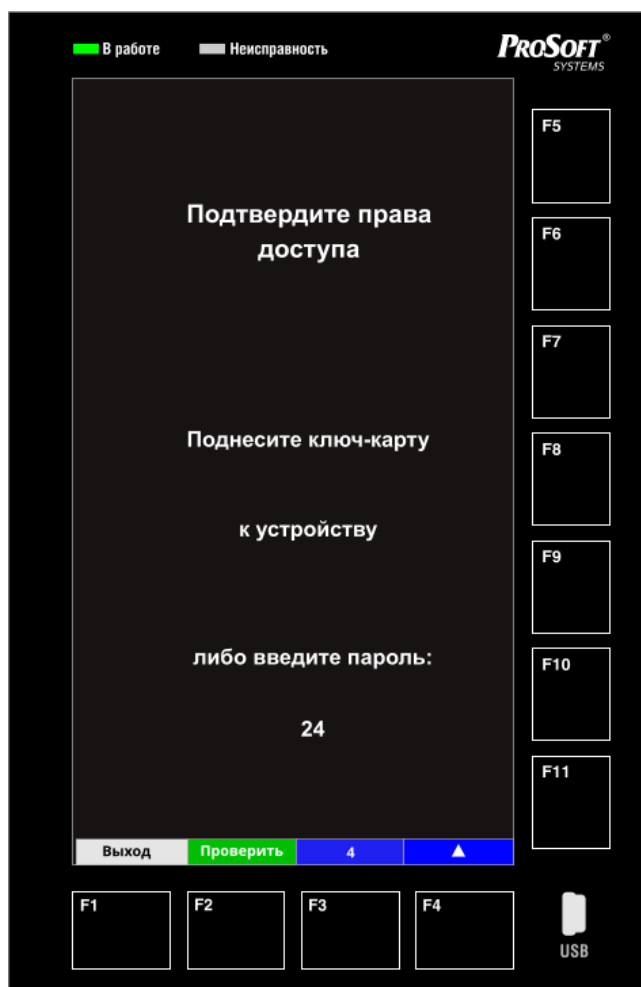 В работе
Неисправность
PROSOFT®
SYSTEMS
Подтвердите права
доступа
Поднесите ключ-карту
к устройству
либо введите пароль:
24
Выход
Проверить
4
F5
F6
F7
F8
F9
F10
F11
F1
F2
F3
F4
USB